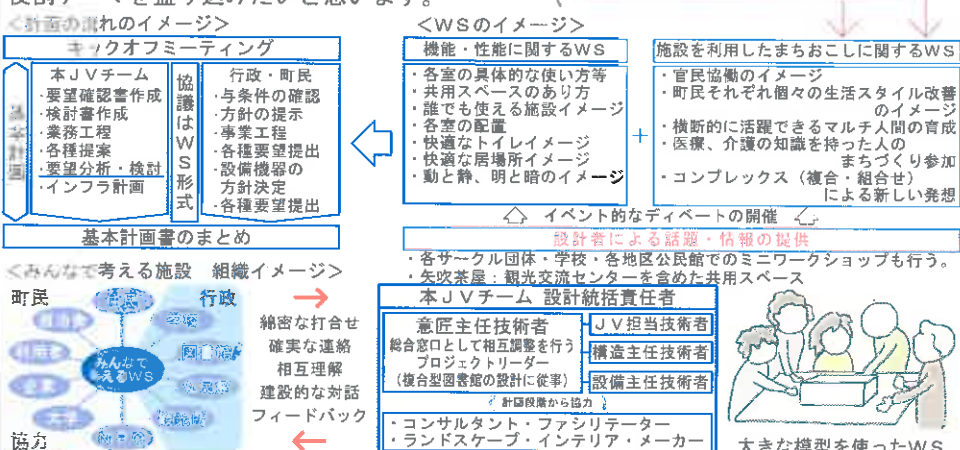 <計画の流れのイメージ>
キックオフミーティング
本ＪＶチーム
・要望確認書作成
・検討書作成
・業務工程
・各種提案
・要望分析・検討
・インフラ計画
協議はＷＳ形式
行政・町民
・与条件の確認
・方針の提示
・事業工程
・各種要望提出
・設備機器の
方針決定
・各種要望提出
基本計画書のまとめ
<ＷＳのイメージ>
機能・性能に関するＷＳ
・各室の具体的な使い方等
・共用スペースのあり方
・誰でも使える施設イメージ
・各室の配置
・快適なトイレイメージ
・快適な居場所イメージ
・動と静、明と暗のイメージ
+
施設を利用したまちおこしに関するＷＳ
・官民協働のイメージ
・町民それぞれ個々の生活スタイル改善
のイメージ
・横断的に活躍できるマルチ人間の育成
・医療、介護の知識を持った人の
まちづくり参加
・コンプレックス（複合・組合せ）
による新しい発想
イベント的なディベートの開催
設計者による話題・情報の提供
・各サークル団体・学校・各地区公民館でのミニワークショップも行う。
・矢吹茶屋：観光交流センターを含めた共用スペース
<みんなで考える施設　組織イメージ>
町民
行政
図書館
みんなで
考えるＷＳ
協力
綿密な打合せ
確実な連絡
相互理解
建設的な対話
フィードバック
本ＪＶチーム 設計統括責任者
意匠主任技術者
総合窓口として相互調整を行う
プロジェクトリーダー
(複合型図書館の設計に従事)
ＪＶ担当技術者
構造主任技術者
設備主任技術者
計画段階から協力
・コンサルタント・ファシリテーター
・ランドスケープ・インテリア・メーカー
大きな模型を使ったＷＳ